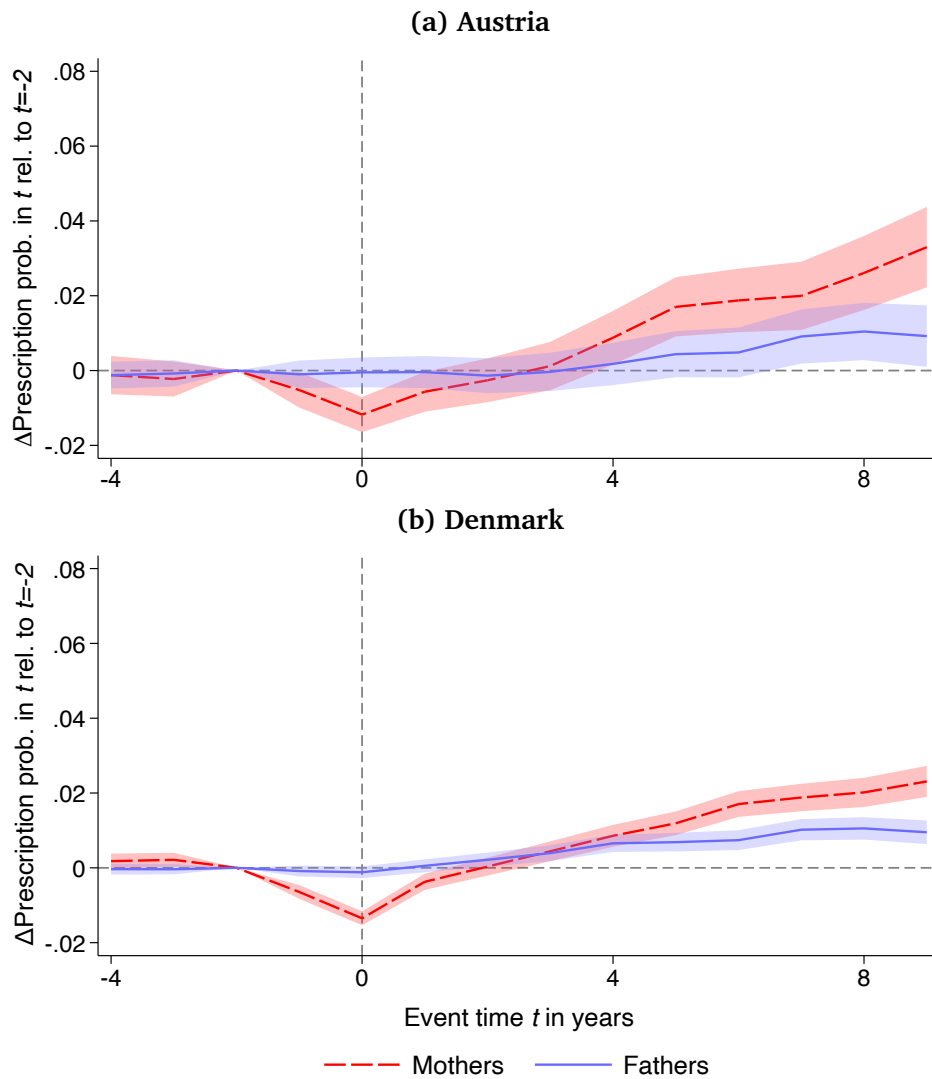 (a) Austria
ΔPrescription prob. in t rel. to t=-2
.08
.06
.04
.02
0
-.02
-4
0
4
8
(b) Denmark
ΔPrescription prob. in t rel. to t=-2
.08
.06
.04
.02
0
-.02
-4
0
4
8
Event time t in years
Mothers
Fathers